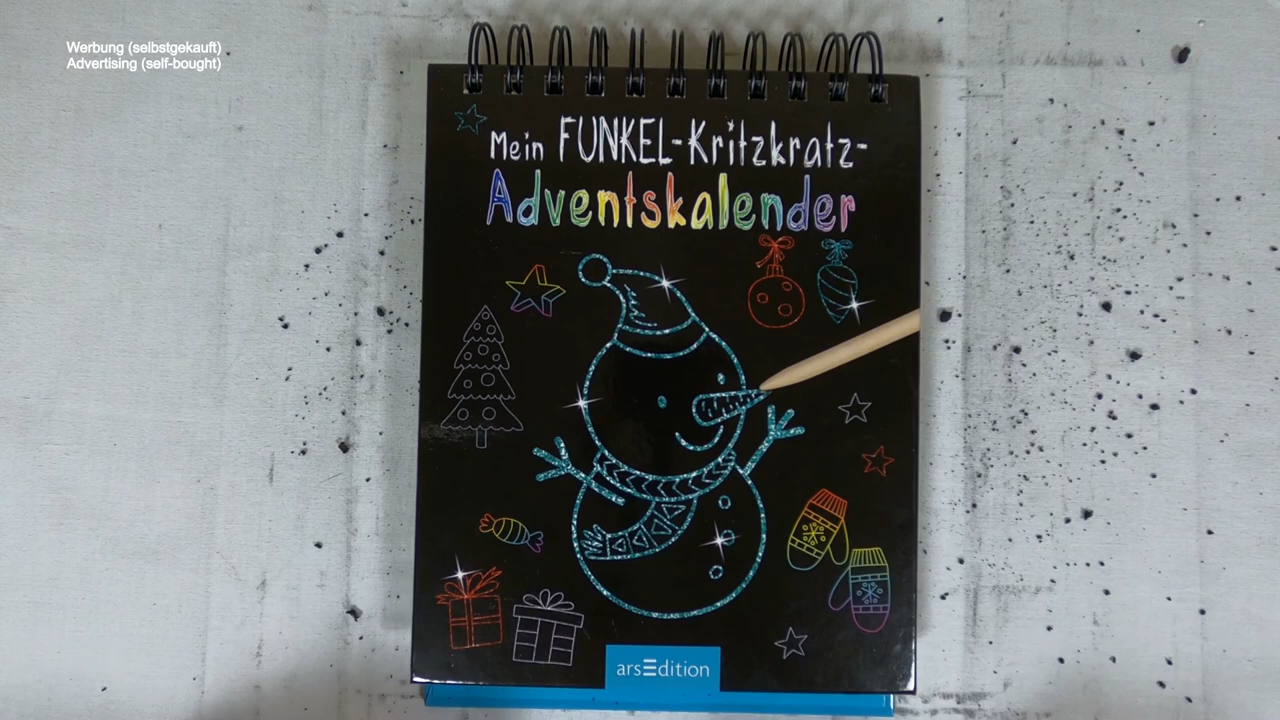 Werbung (selbstgekauft)
Advertising (self-bought)
Mein FUNKEL-Kritzkratz-
Adventskalender
arsEdition